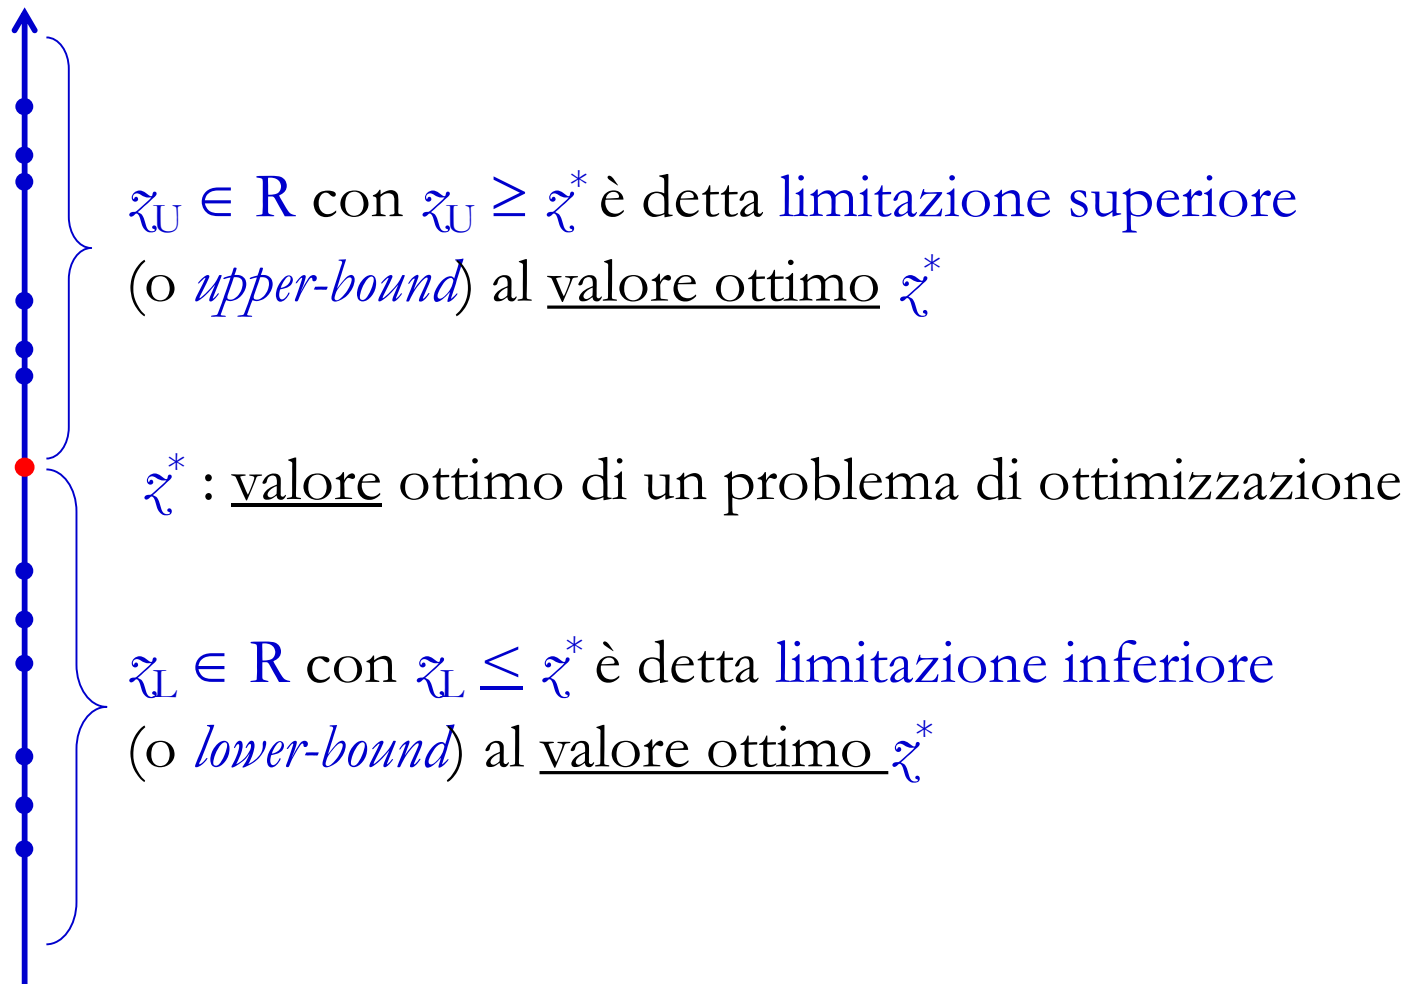 z_U ∈ R con z_U ≥ z* è detta limitazione superiore
(o upper-bound) al valore ottimo z*
z* : valore ottimo di un problema di ottimizzazione
z_L ∈ R con z_L ≤ z* è detta limitazione inferiore
(o lower-bound) al valore ottimo z*